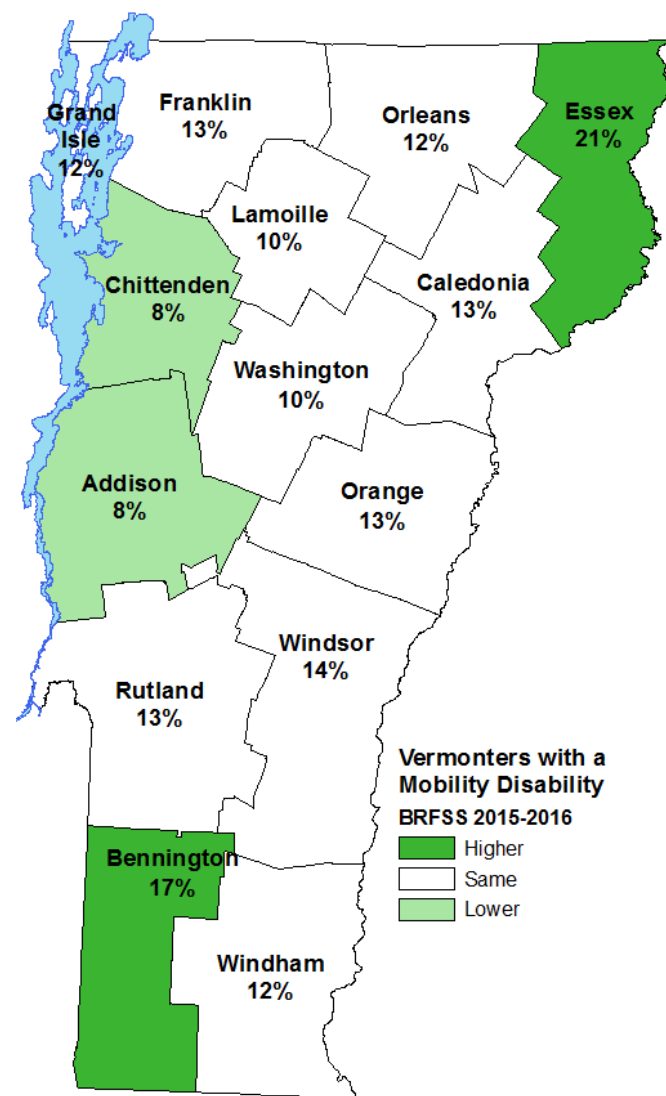 Franklin
13%
Orleans
12%
Essex
21%
Grand
Isle
12%
Lamoille
10%
Chittenden
8%
Caledonia
13%
Washington
10%
Addison
8%
Orange
13%
Windsor
14%
Rutland
13%
Vermonters with a
Mobility Disability
BRFSS 2015-2016
Higher
Same
Lower
Bennington
17%
Windham
12%